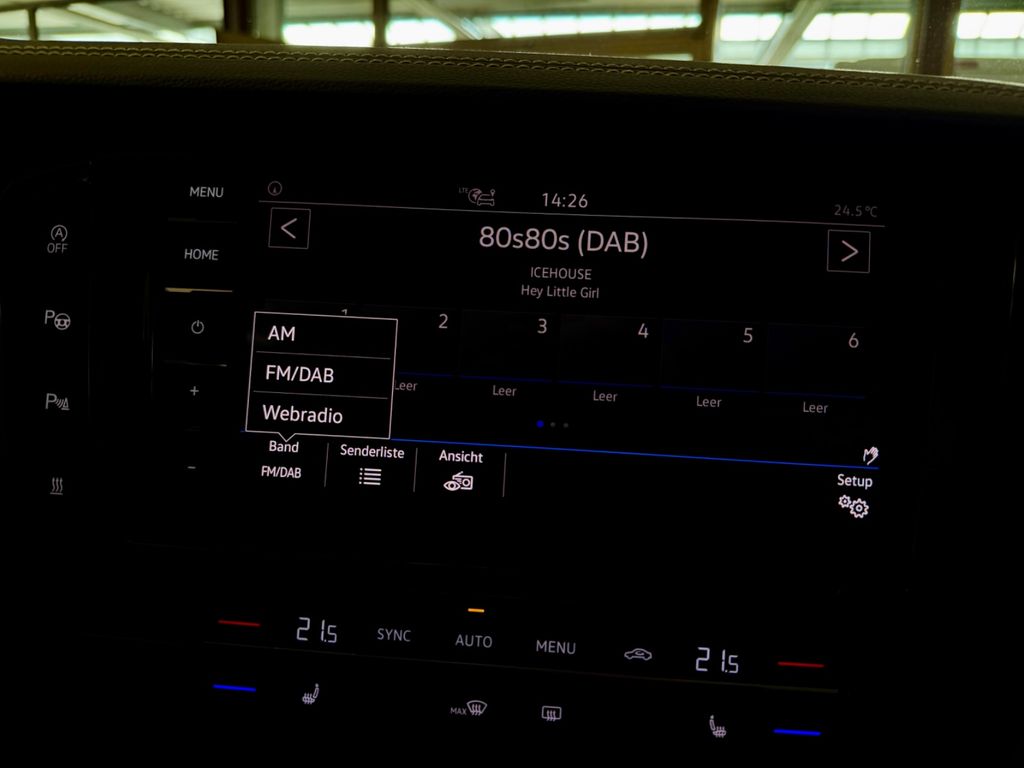 MENU
LTE
14:26
24.5°C
A
OFF
<
80s80s (DAB)
>
HOME
ICEHOUSE
Hey Little Girl
P
1
2
3
4
5
6
AM
FM/DAB
Webradio
+
P
Leer
Leer
Leer
Leer
Leer
Band
FM/DAB
Senderliste
Ansicht
-
Setup
21.5
SYNC
AUTO
MENU
21.5
MAX